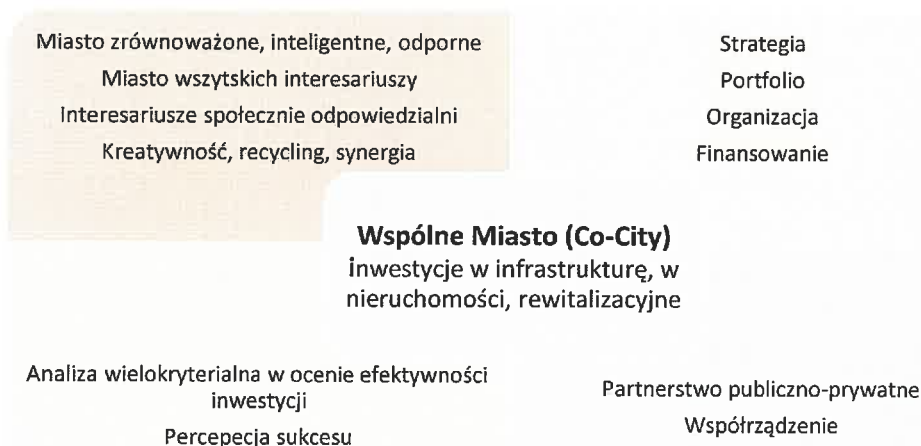 Miasto zrównoważone, inteligentne, odporne
Miasto wszytskich interesariuszy
Interesariusze społecznie odpowiedzialni
Kreatywność, recycling, synergia
Strategia
Portfolio
Organizacja
Finansowanie
Wspólne Miasto (Co-City)
inwestycje w infrastrukturę, w
nieruchomości, rewitalizacyjne
Analiza wielokryterialna w ocenie efektywności
inwestycji
Percepecja sukcesu
Partnerstwo publiczno-prywatne
Współrządzenie